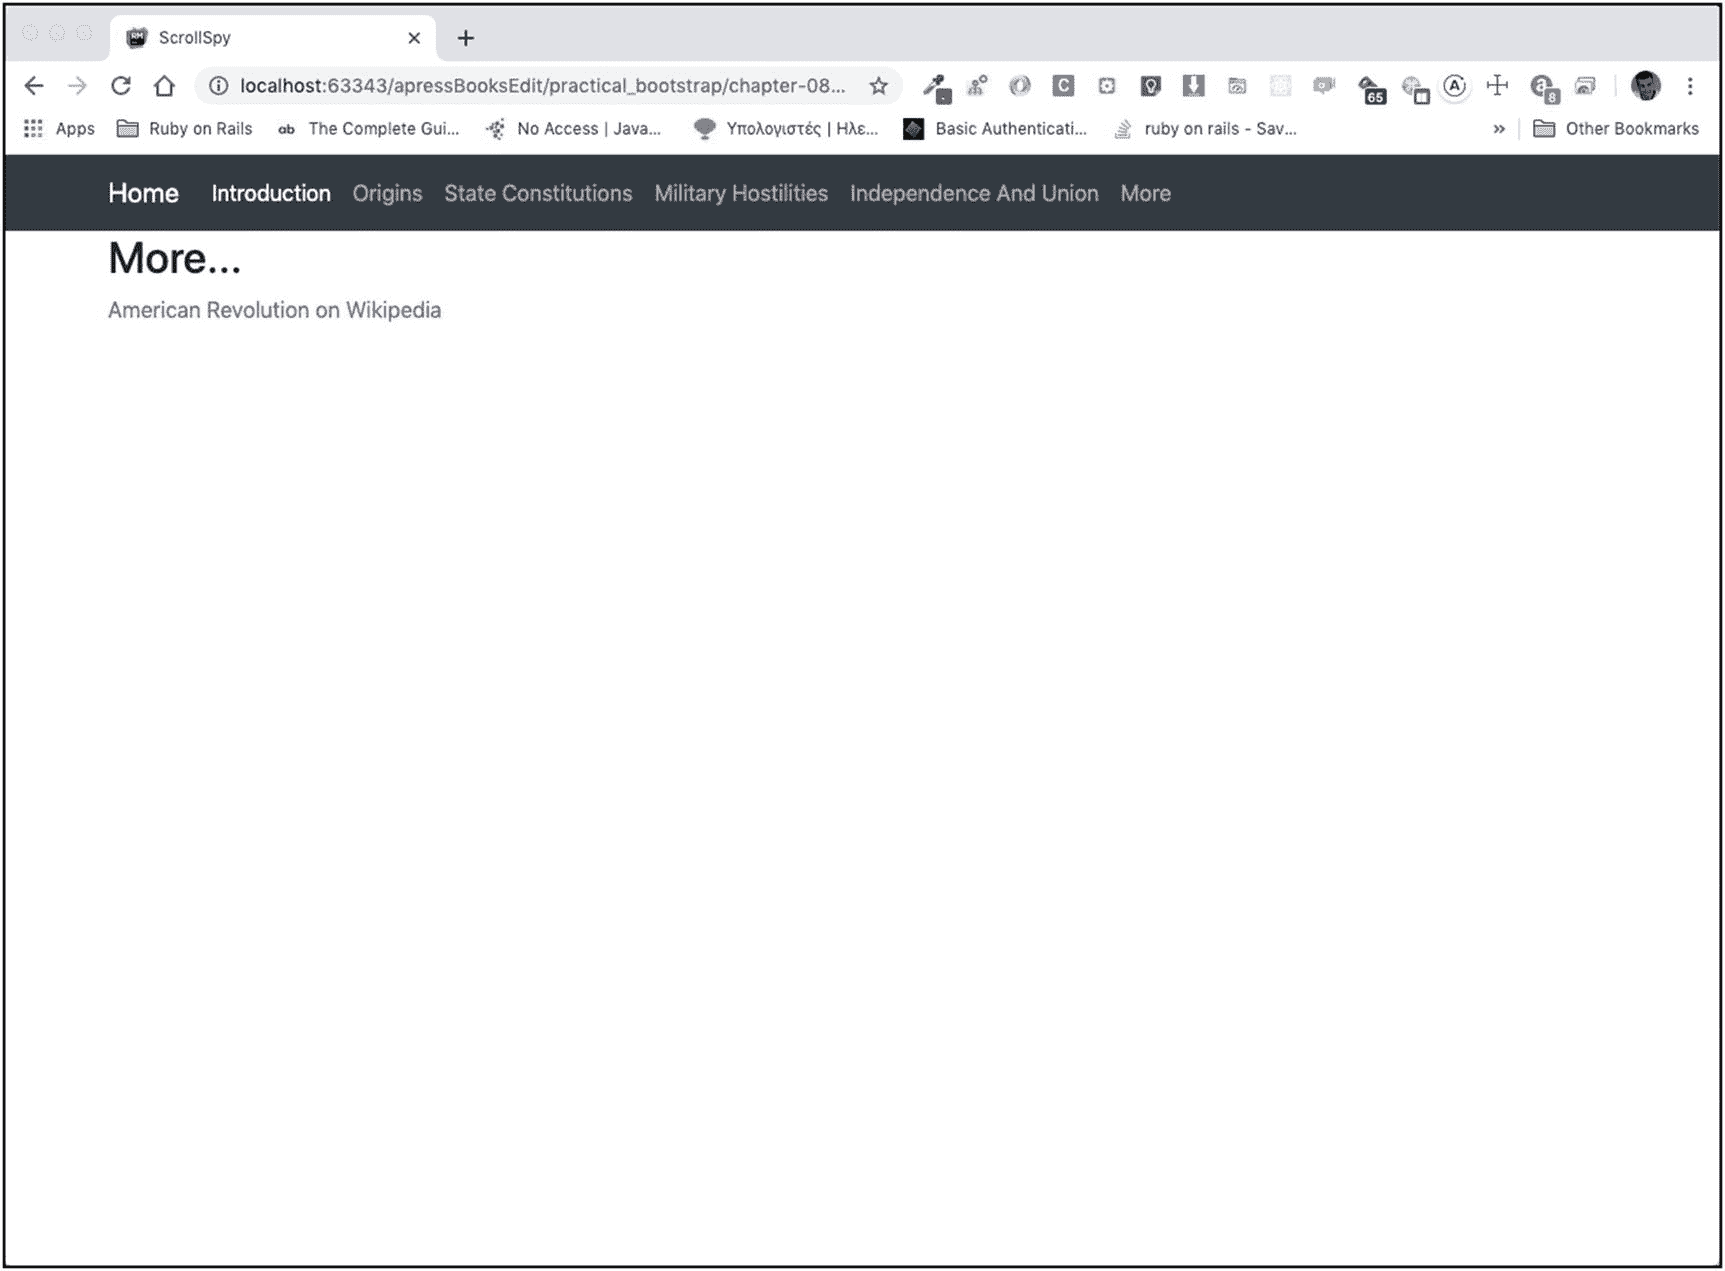 ScrollSpy
localhost:63343/apressBooksEdit/practical_bootstrap/chapter-08...
C
65
A
a
8
Apps
Ruby on Rails
ab The Complete Gui...
No Access | Java...
Υπολογιστές | Ηλε...
Basic Authenticati...
ruby on rails - Sav...
»
Other Bookmarks
Home Introduction Origins State Constitutions Military Hostilities Independence And Union More
More...
American Revolution on Wikipedia